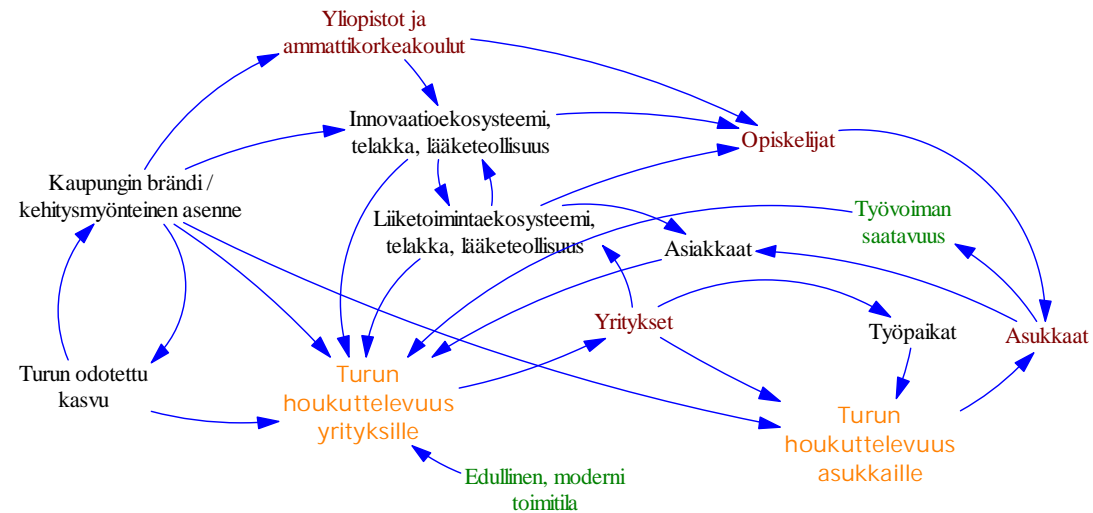 Yliopistot ja
ammattikorkeakoulut
Innovaatioekosysteemi,
telakka, lääketeollisuus
Opiskelijat
Kaupungin brändi /
kehitysmyönteinen asenne
Liiketoimintaekosysteemi,
telakka, lääketeollisuus
Työvoiman
saatavuus
Asiakkaat
Yritykset
Työpaikat
Asukkaat
Turun odotettu
kasvu
Turun
houkuttelevuus
yrityksille
Turun
houkuttelevuus
asukkaille
Edullinen, moderni
toimitila